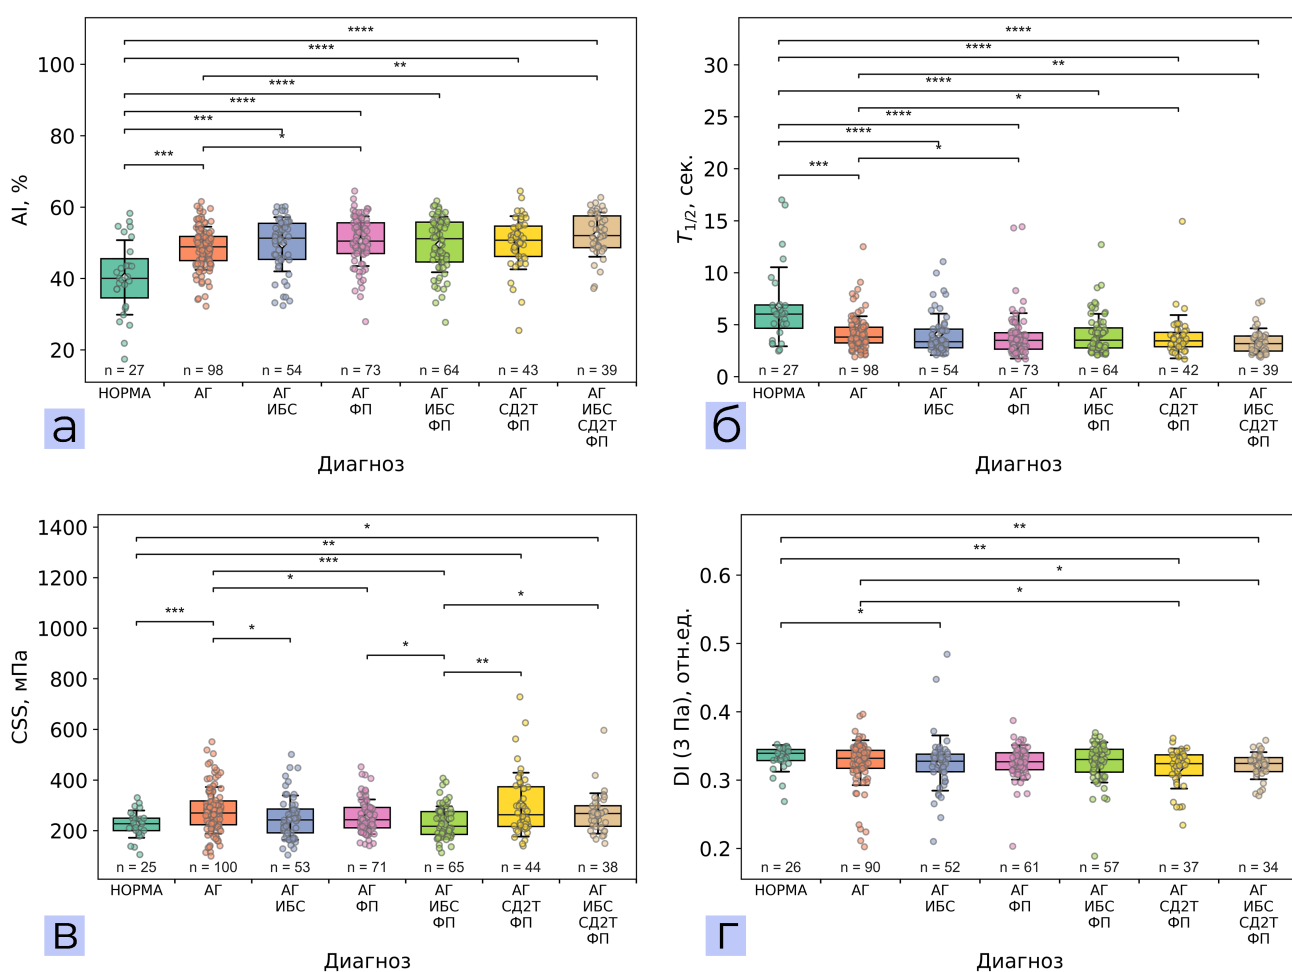 ****
****
**
****
****
***
*
***
100
80
60
40
20
AI, %
n = 27 n = 98 n = 54 n = 73 n = 64 n = 43 n = 39
НОРМА АГ АГ АГ АГ АГ АГ
ИБС ФП ИБС СД2Т ИБС
ФП ФП СД2Т
ФП
а
Диагноз
****
****
**
****
*
****
****
*
***
30
25
20
15
10
5
0
T1/2, сек.
n = 27 n = 98 n = 54 n = 73 n = 64 n = 42 n = 39
НОРМА АГ АГ АГ АГ АГ АГ
ИБС ФП ИБС СД2Т ИБС
ФП ФП СД2Т
ФП
б
Диагноз
*
**
***
*
*
***
*
*
**
1400
1200
1000
800
600
400
200
CSS, мПа
n = 25 n = 100 n = 53 n = 71 n = 65 n = 44 n = 38
НОРМА АГ АГ АГ АГ АГ АГ
ИБС ФП ИБС СД2Т ИБС
ФП ФП СД2Т
ФП
в
Диагноз
**
**
*
*
*
0.6
0.5
0.4
0.3
0.2
DI (3 Па), отн.ед.
n = 26 n = 90 n = 52 n = 61 n = 57 n = 37 n = 34
НОРМА АГ АГ АГ АГ АГ АГ
ИБС ФП ИБС СД2Т ИБС
ФП ФП СД2Т
ФП
г
Диагноз